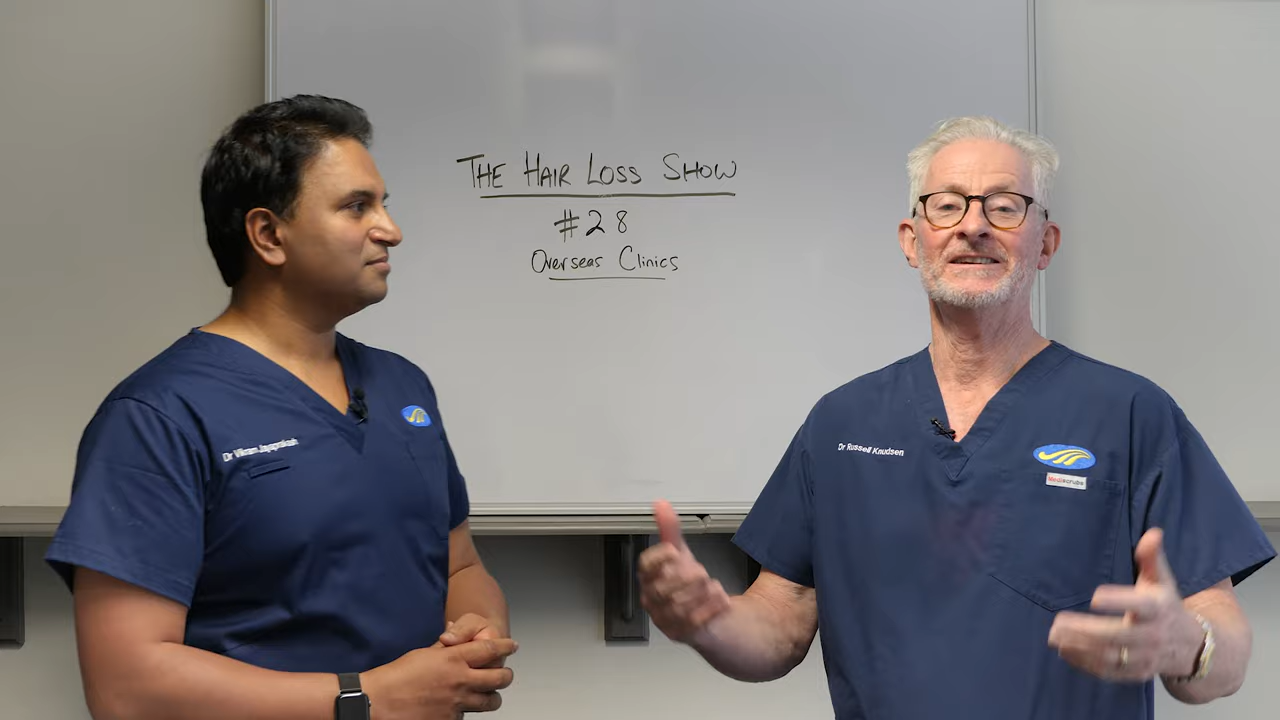 THE HAIR LOSS SHOW
#28
Overseas Clinics
Dr Vikram Jayaprakash
Dr Russell Knudsen
Mediscrubs